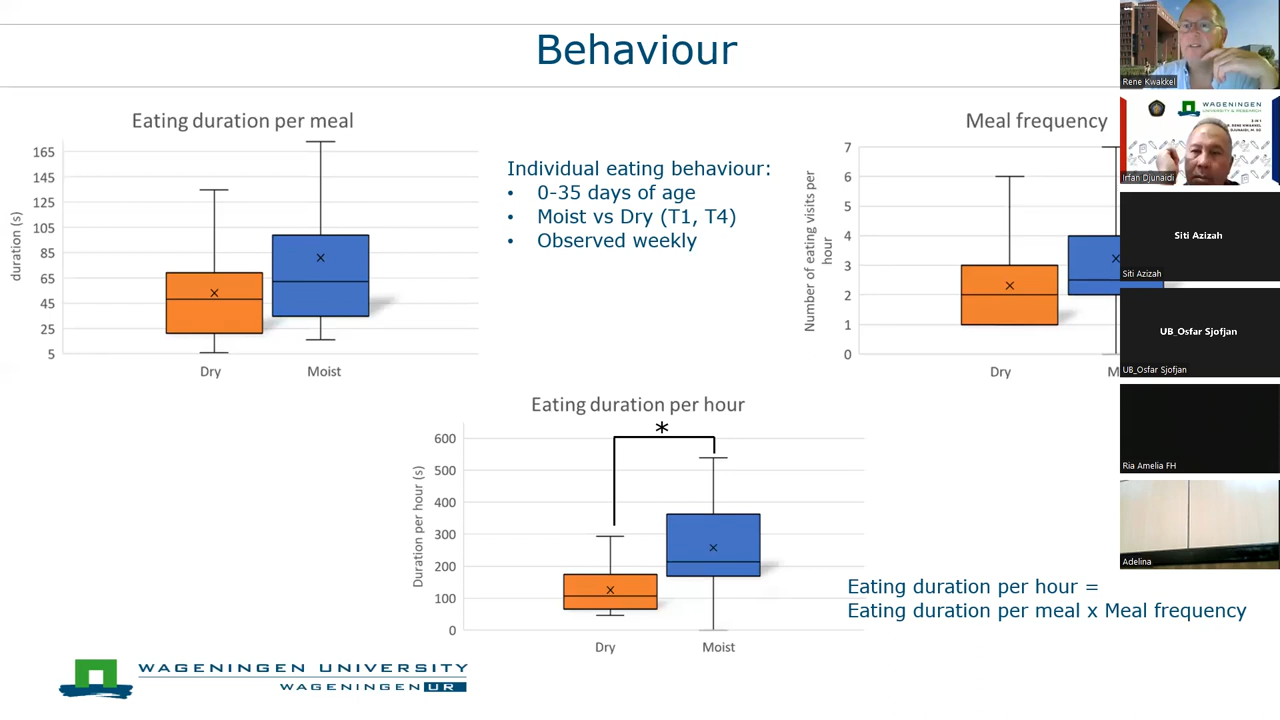 Behaviour
Eating duration per meal
165
145
125
105
85
65
45
25
5
duration (s)
Dry
Moist
Individual eating behaviour:
• 0-35 days of age
• Moist vs Dry (T1, T4)
• Observed weekly
Meal frequency
7
6
5
4
3
2
1
0
Number of eating visits per
hour
Dry
M
Eating duration per hour
*
600
500
400
300
200
100
0
Duration per hour (s)
Dry
Moist
Eating duration per hour =
Eating duration per meal x Meal frequency
WAGENINGEN UNIVERSITY
WAGENINGEN UR
Rene Kwakkel
WAGENINGEN
Irfan Djunaidi
Siti Azizah
Siti Azizah
UB_Osfar Sjofjan
UB_Osfar Sjofjan
Ria Amelia FH
Adelina